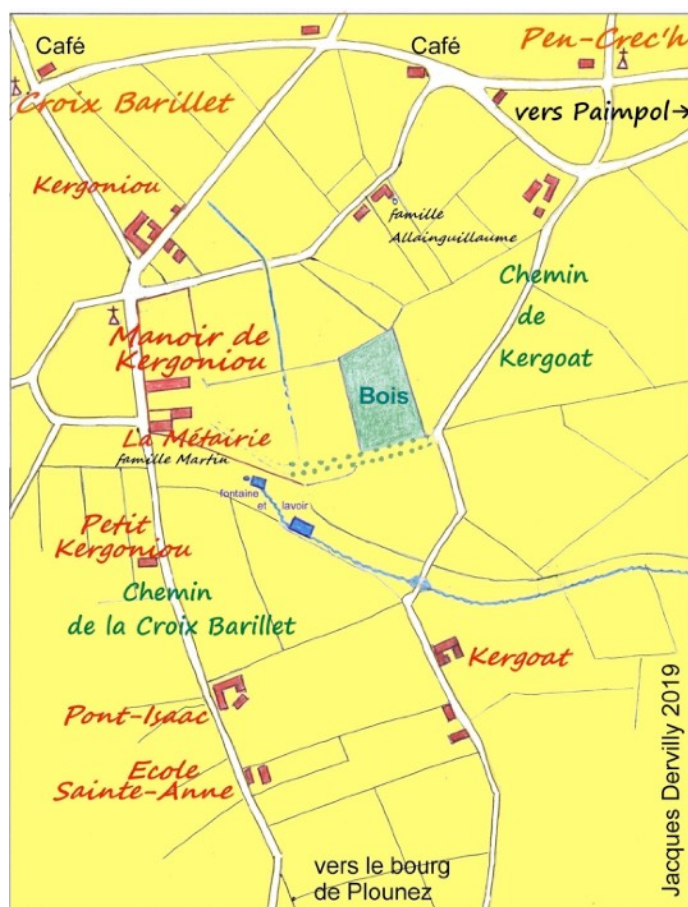 Café
Café
Pen-Crec'h
Croix Barillet
vers Paimpol→
Kergoniou
famille
Allainguillaume
Chemin
de
Kergoat
Manoir de
Kergoniou
Bois
La Métairie
famille Martin
fontaine
et lavoir
Petit
Kergoniou
Chemin
de la Croix Barillet
Kergoat
Pont-Isaac
Ecole
Sainte-Anne
vers le bourg
de Plounez
Jacques Dervilly 2019